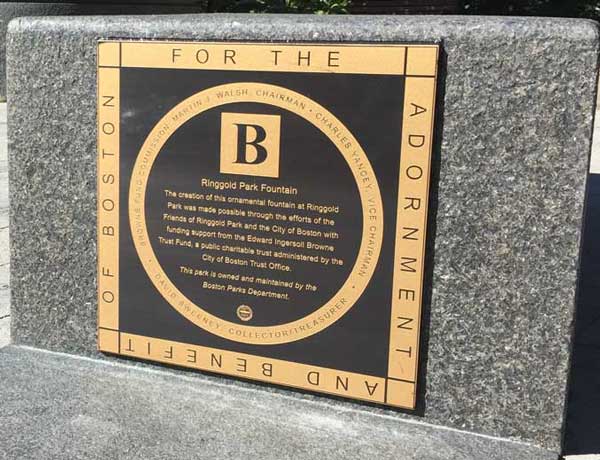 FOR THE
ADORNMENT
AND BENEFIT
OF BOSTON
BROWNE FUND COMMISSION: MARTIN J. WALSH, CHAIRMAN • CHARLES YANCEY, VICE CHAIRMAN • DAVID SWEENEY, COLLECTOR/TREASURER •
B
Ringgold Park Fountain
The creation of this ornamental fountain at Ringgold
Park was made possible through the efforts of the
Friends of Ringgold Park and the City of Boston with
funding support from the Edward Ingersoll Browne
Trust Fund, a public charitable trust administered by the
City of Boston Trust Office.
This park is owned and maintained by the
Boston Parks Department.